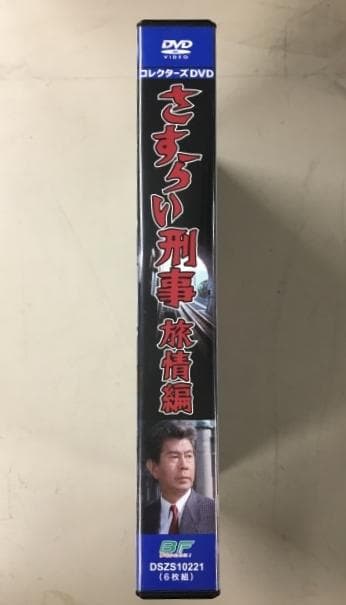 DVD
VIDEO
コレクターズDVD
さすらい刑事 旅情編
BF
DSZS10221
(6枚組)